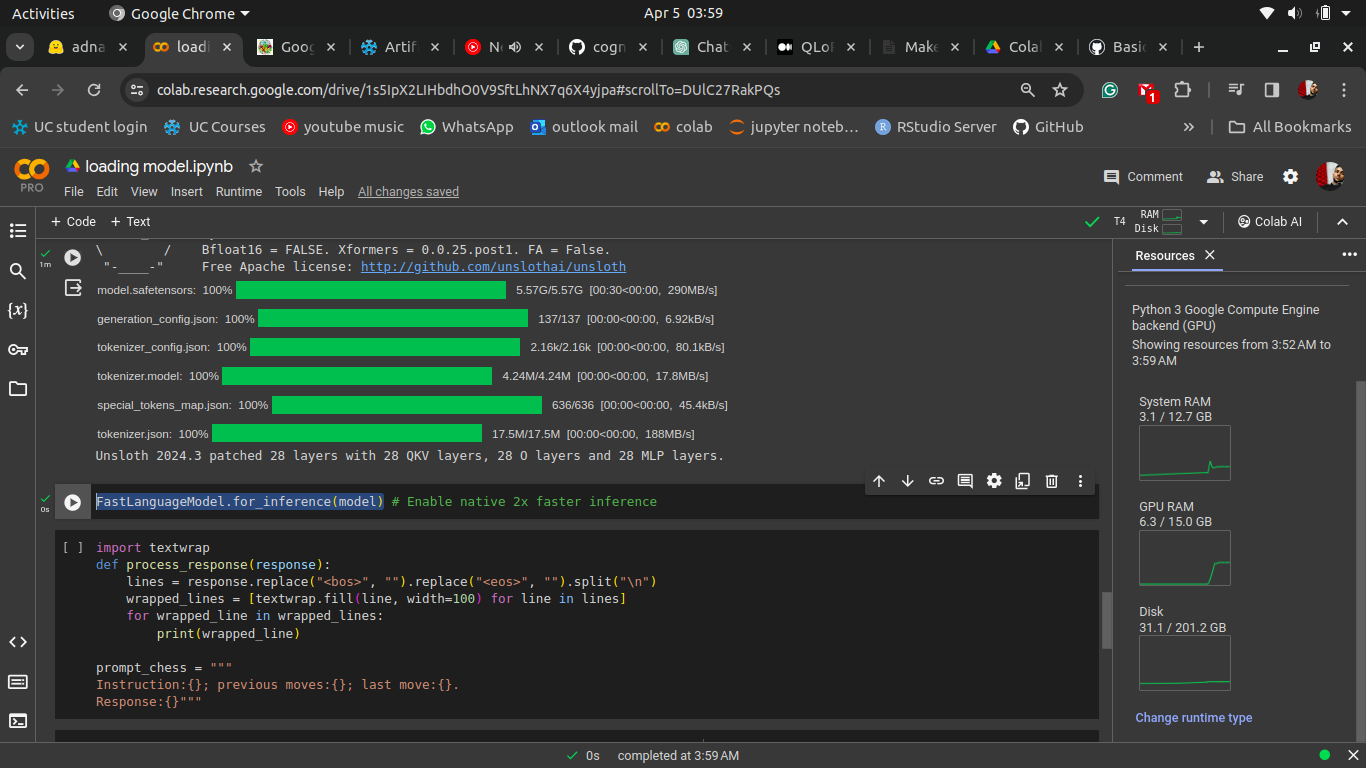 Activities
Google Chrome
Apr 5 03:59
adna
loadi
Goog
Artif
N
cogn
Chat
QLoF
Make
Colal
Basi
colab.research.google.com/drive/1s5IpX2LIHbdhO0V9SftLhNX7q6X4yjpa#scrollTo=DUlC27RakPQs
1
UC student login
UC Courses
youtube music
WhatsApp
outlook mail
colab
jupyter noteb...
RStudio Server
GitHub
»
All Bookmarks
PRO
loading model.ipynb
File Edit View Insert Runtime Tools Help All changes saved
Comment
Share
+ Code + Text
T4
RAM
Disk
Colab AI
1m
\ / Bfloat16 = FALSE. Xformers = 0.0.25.post1. FA = False.
"-____-" Free Apache license: http://github.com/unslothai/unsloth
model.safetensors: 100% 5.57G/5.57G [00:30<00:00, 290MB/s]
generation_config.json: 100% 137/137 [00:00<00:00, 6.92kB/s]
tokenizer_config.json: 100% 2.16k/2.16k [00:00<00:00, 80.1kB/s]
tokenizer.model: 100% 4.24M/4.24M [00:00<00:00, 17.8MB/s]
special_tokens_map.json: 100% 636/636 [00:00<00:00, 45.4kB/s]
tokenizer.json: 100% 17.5M/17.5M [00:00<00:00, 188MB/s]
Unsloth 2024.3 patched 28 layers with 28 QKV layers, 28 O layers and 28 MLP layers.
0s
FastLanguageModel.for_inference(model) # Enable native 2x faster inference
[ ] import textwrap
def process_response(response):
lines = response.replace("<bos>", "").replace("<eos>", "").split("\n")
wrapped_lines = [textwrap.fill(line, width=100) for line in lines]
for wrapped_line in wrapped_lines:
print(wrapped_line)
prompt_chess = """
Instruction:{}; previous moves:{}; last move:{}.
Response:{}"""
Resources
Python 3 Google Compute Engine
backend (GPU)
Showing resources from 3:52 AM to
3:59 AM
System RAM
3.1 / 12.7 GB
GPU RAM
6.3 / 15.0 GB
Disk
31.1 / 201.2 GB
Change runtime type
0s completed at 3:59 AM